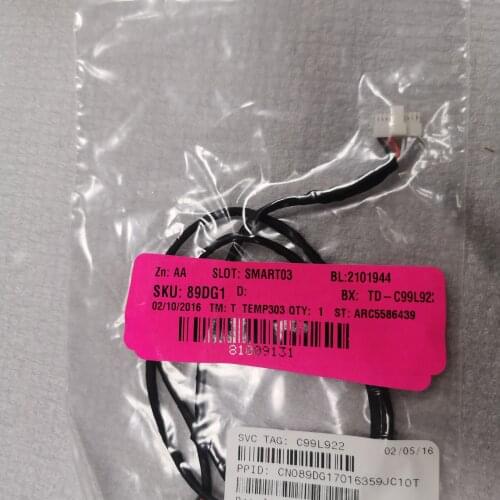 Zn: AA SLOT: SMART03 BL:2101944
SKU: 89DG1 D: BX: TD-C99L92
02/10/2016 TM: T TEMP303 QTY: 1 ST: ARC5586439
81009131
SVC TAG: C99L922 02/05/16
PPID: CN089DG17016359JC10T